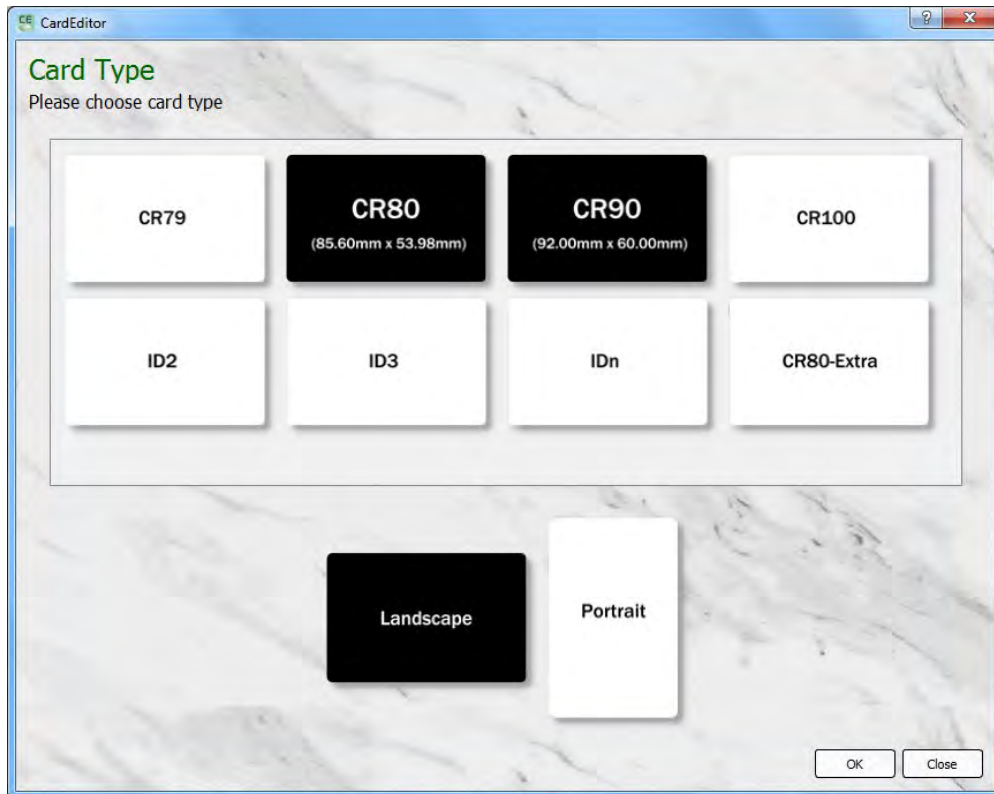 CE CardEditor
?
X
Card Type
Please choose card type
CR79
CR80
(85.60mm x 53.98mm)
CR90
(92.00mm x 60.00mm)
CR100
ID2
ID3
IDn
CR80-Extra
Landscape
Portrait
OK
Close